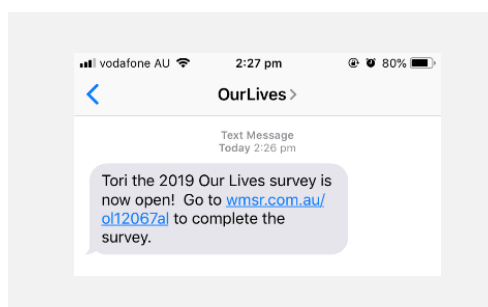 vodafone AU 2:27 pm 80%
OurLives
Text Message
Today 2:26 pm
Tori the 2019 Our Lives survey is
now open!  Go to wmsr.com.au/
ol12067al to complete the
survey.